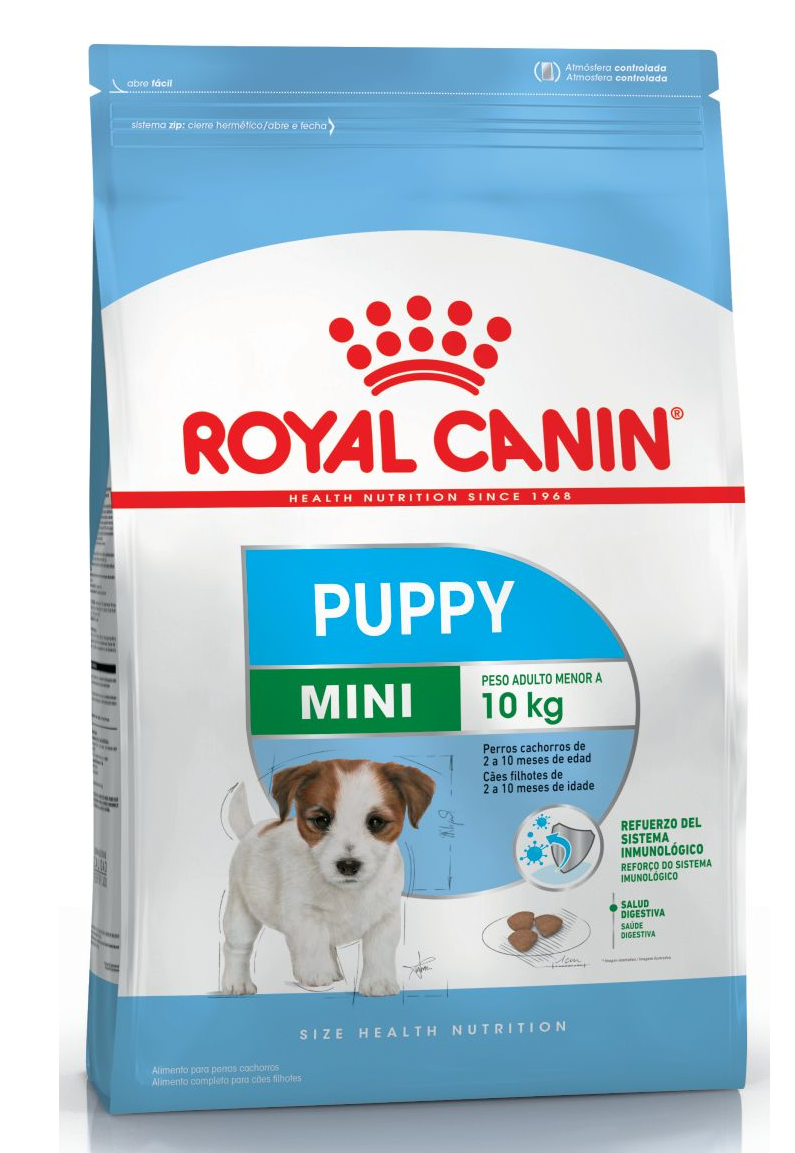 abre fácil
Atmósfera controlada
Atmosfera controlada
sistema zip: cierre hermético/abre e fecha
ROYAL CANIN®
HEALTH NUTRITION SINCE 1968
PUPPY
MINI
PESO ADULTO MENOR A
10 kg
Perros cachorros de
2 a 10 meses de edad
Cães filhotes de
2 a 10 meses de idade
REFUERZO DEL
SISTEMA
INMUNOLÓGICO
REFORÇO DO SISTEMA
IMUNOLÓGICO
SALUD
DIGESTIVA
SAÚDE
DIGESTIVA
1cm
SIZE HEALTH NUTRITION
Alimento para perros cachorros
Alimento completo para cães filhotes